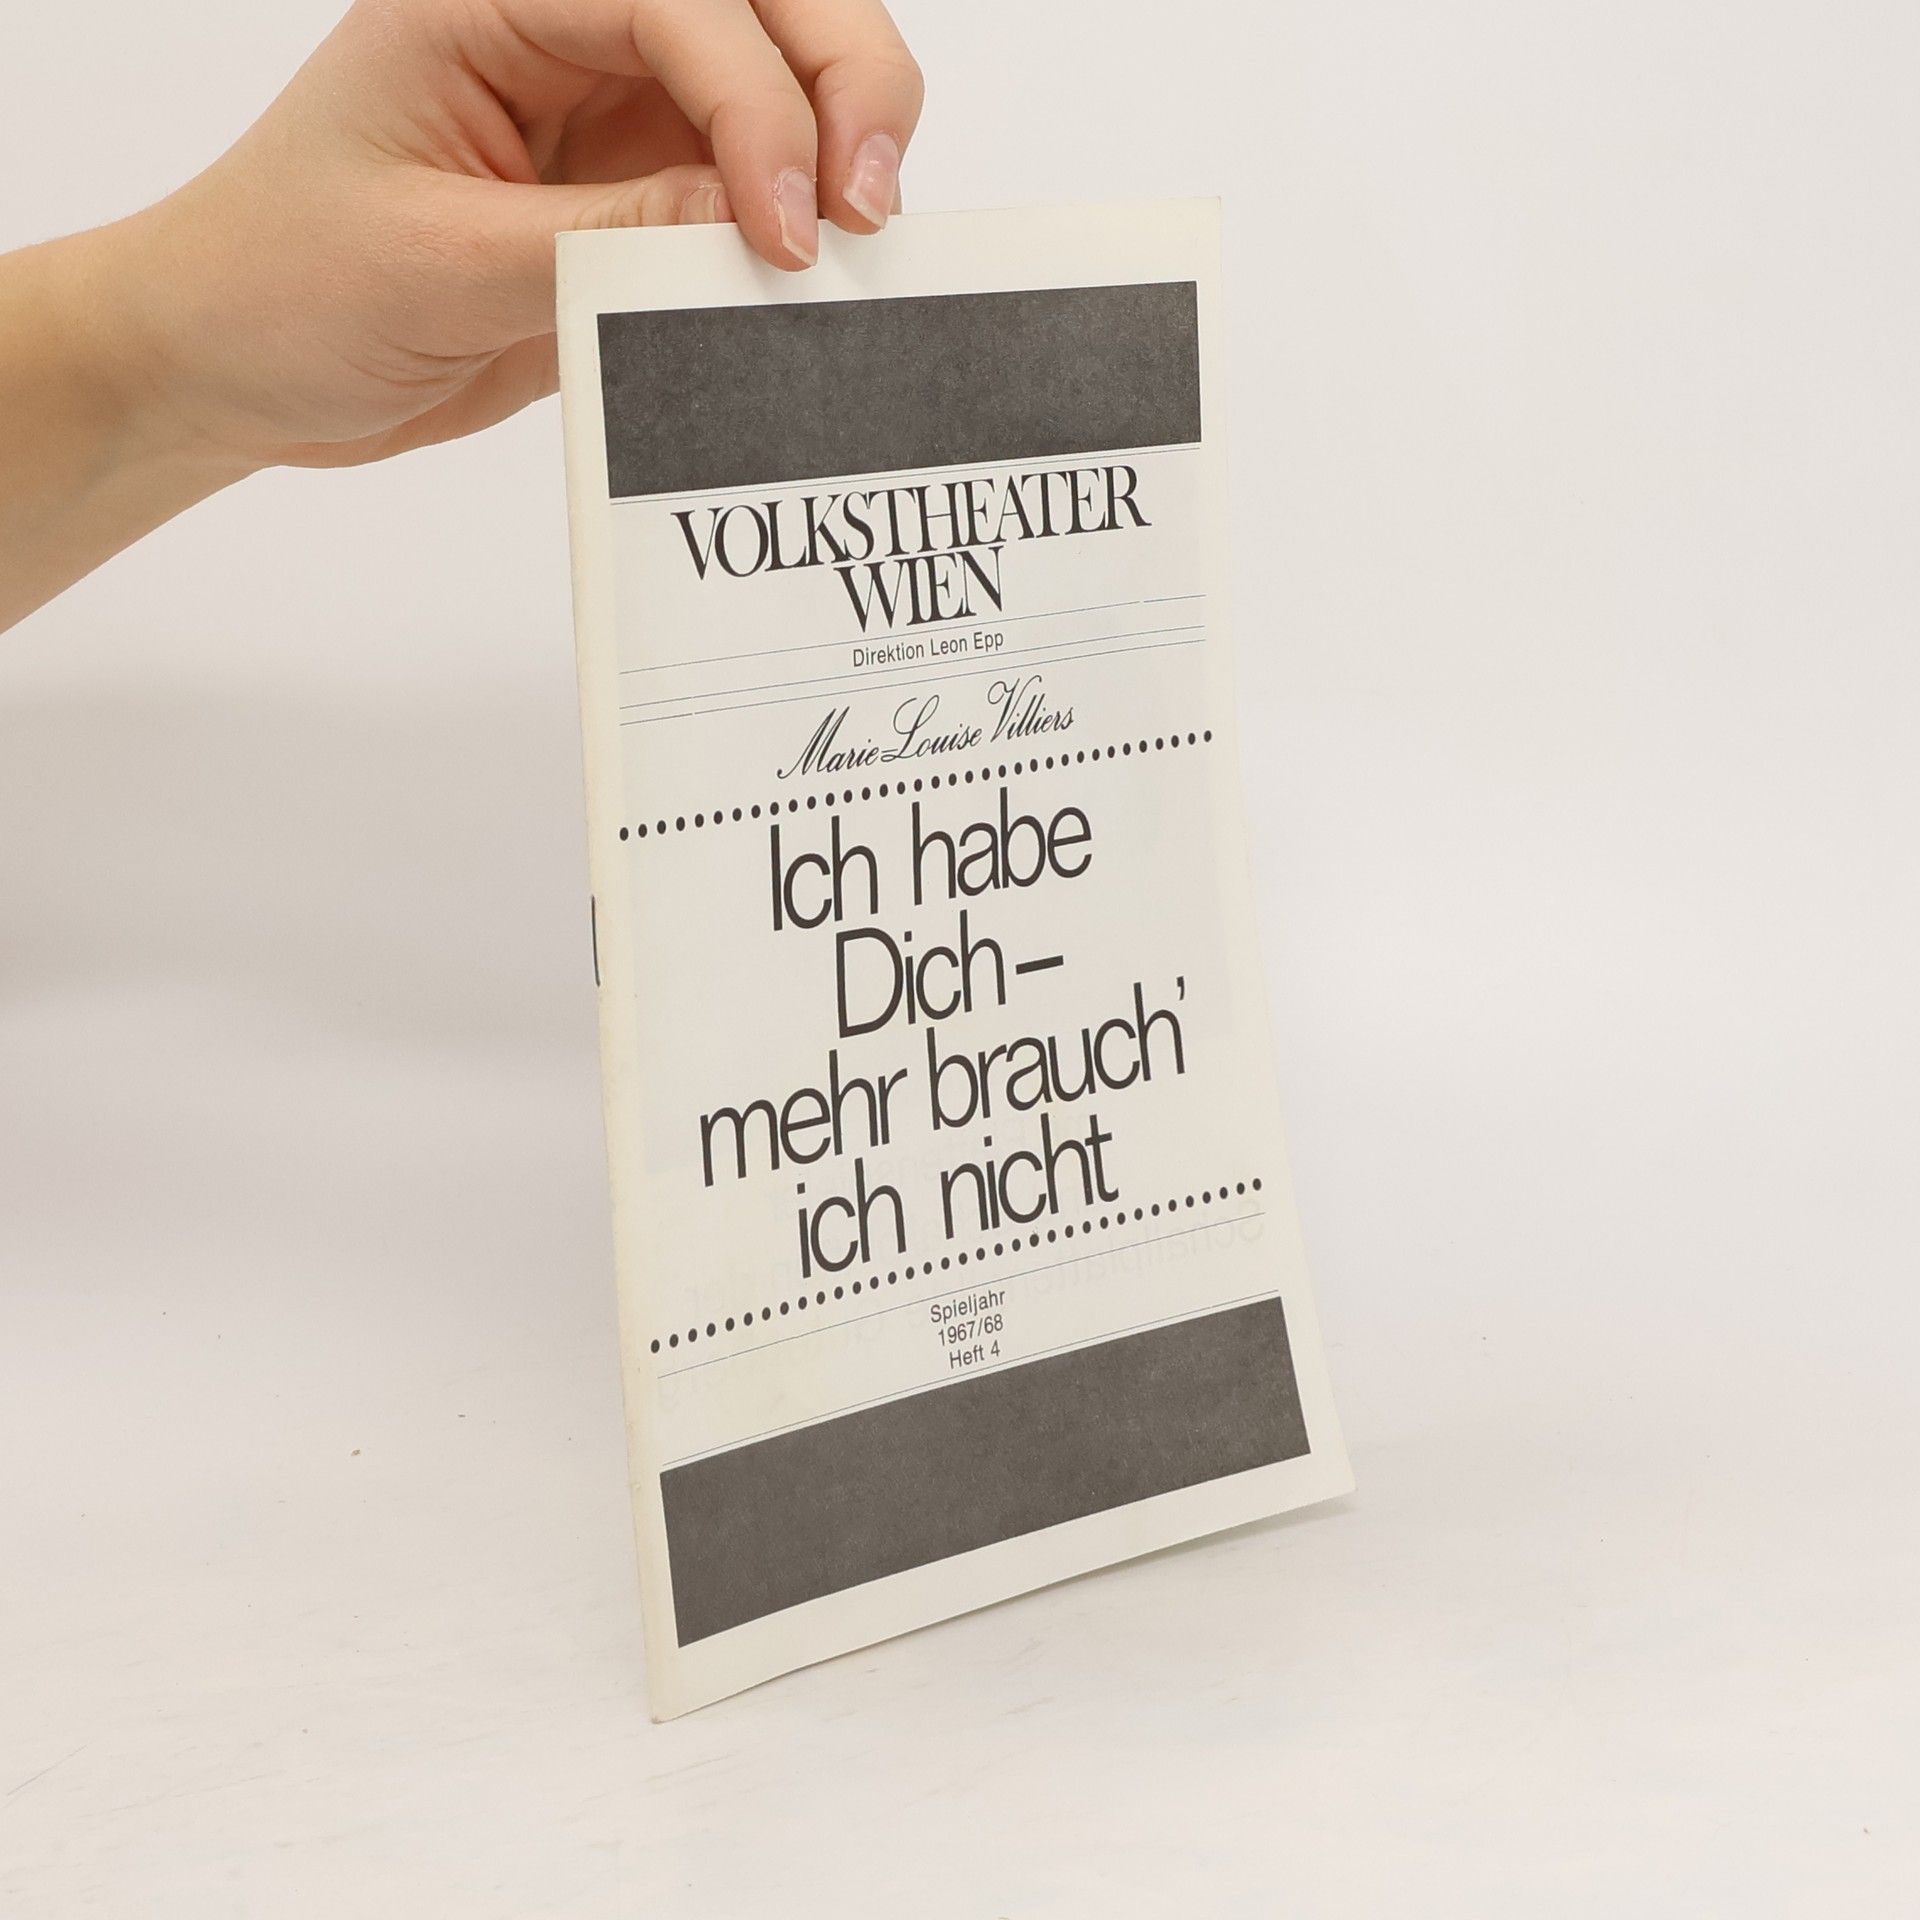 VOLKSTHEATER
WIEN
Direktion Leon Epp
Marie-Louise Villiers
Ich habe
Dich–
mehr brauch’
ich nicht
Spieljahr
1967/68
Heft 4